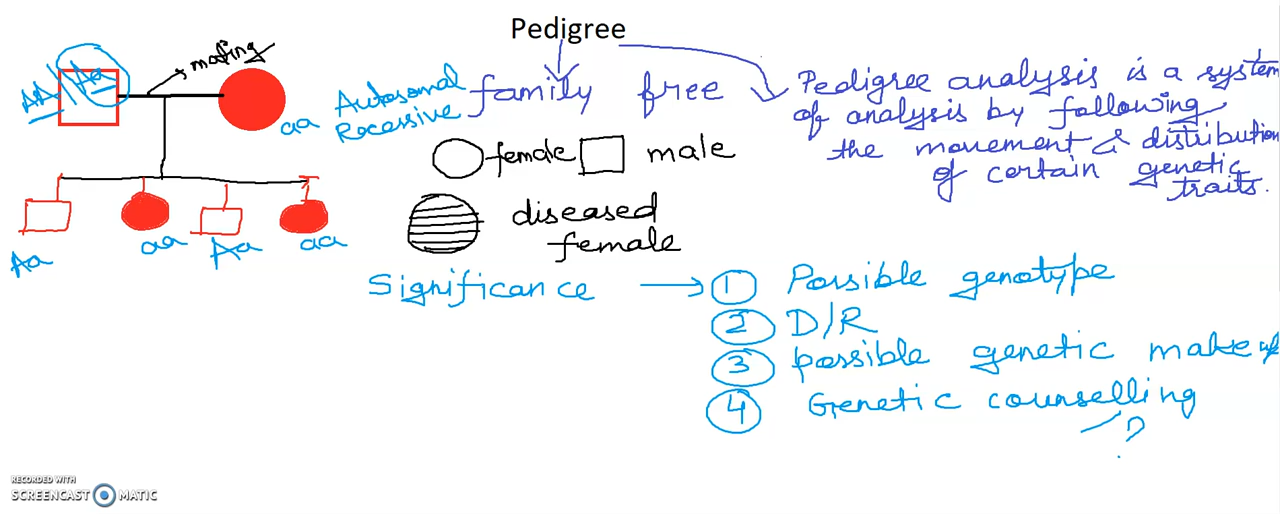 Pedigree
family free
Pedigree analysis is a system
of analysis by following
the movement & distribution
of certain genetic
traits.
mating
AA Aa
aa
Autosomal
Recessive
female male
diseased
female
Aa aa Aa aa
Significance → ① Possible genotype
② D/R
③ possible genetic make up
④ Genetic counselling
?
RECORDED WITH
SCREENCAST MATIC